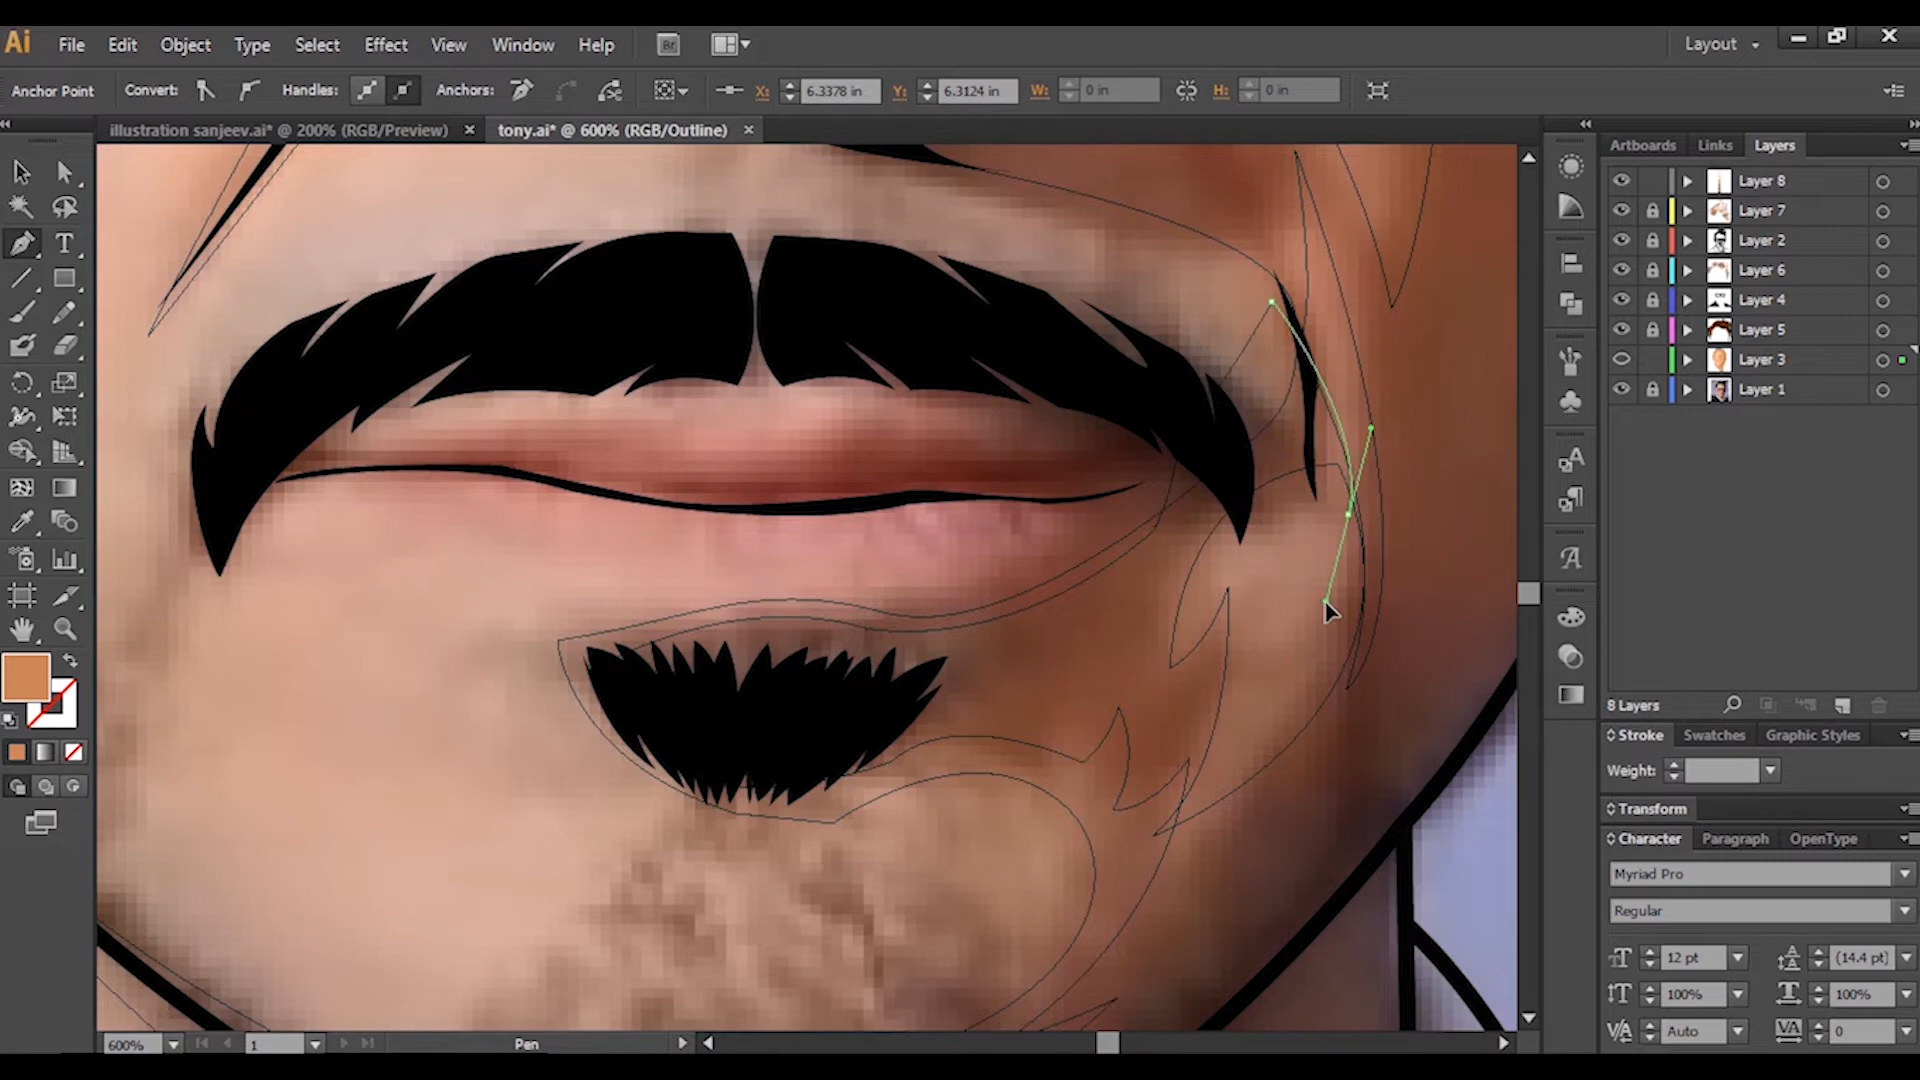 Ai File Edit Object Type Select Effect View Window Help Br Layout
Anchor Point Convert: Handles: Anchors: X: 6.3378 in Y: 6.3124 in W: 0 in H: 0 in
illustration sanjeev.ai* @ 200% (RGB/Preview) × tony.ai* @ 600% (RGB/Outline) ×
Artboards Links Layers
Layer 8
Layer 7
Layer 2
Layer 6
Layer 4
Layer 5
Layer 3
Layer 1
8 Layers
Stroke Swatches Graphic Styles
Weight:
Transform
Character Paragraph OpenType
Myriad Pro
Regular
12 pt (14.4 pt)
100% 100%
Auto 0
600% 1 Pen